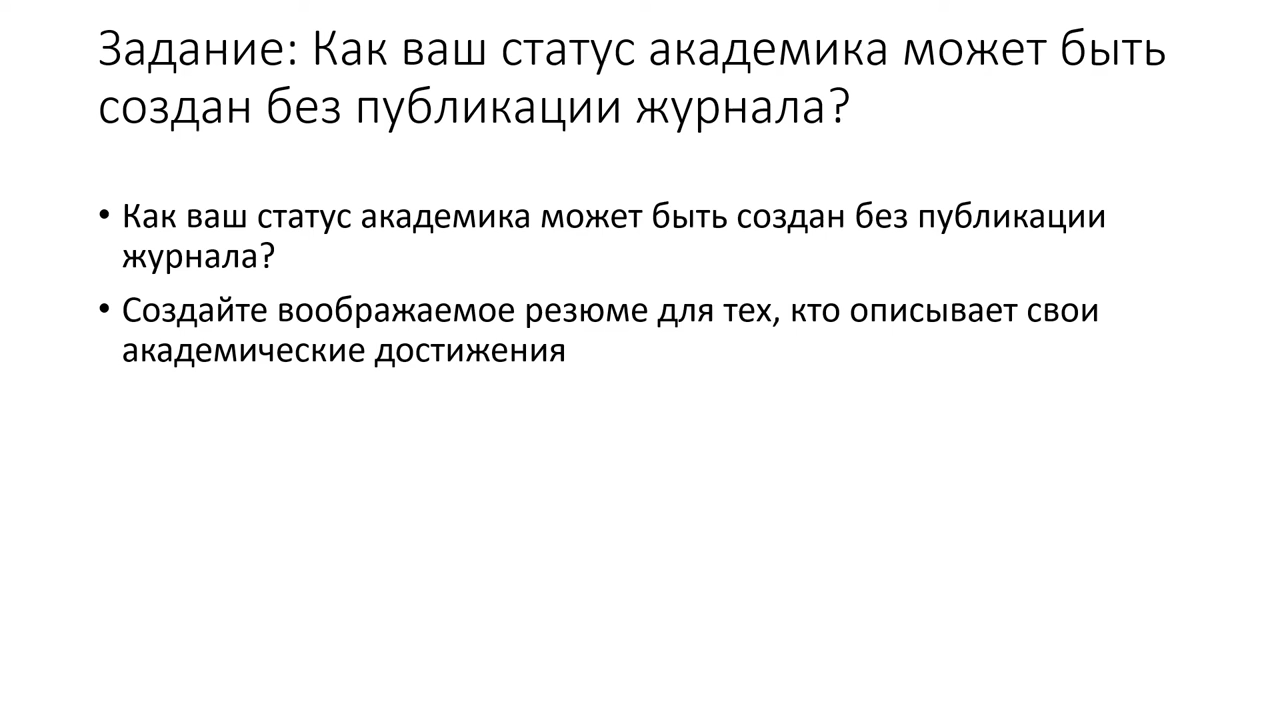 Задание: Как ваш статус академика может быть
создан без публикации журнала?
• Как ваш статус академика может быть создан без публикации
журнала?
• Создайте воображаемое резюме для тех, кто описывает свои
академические достижения